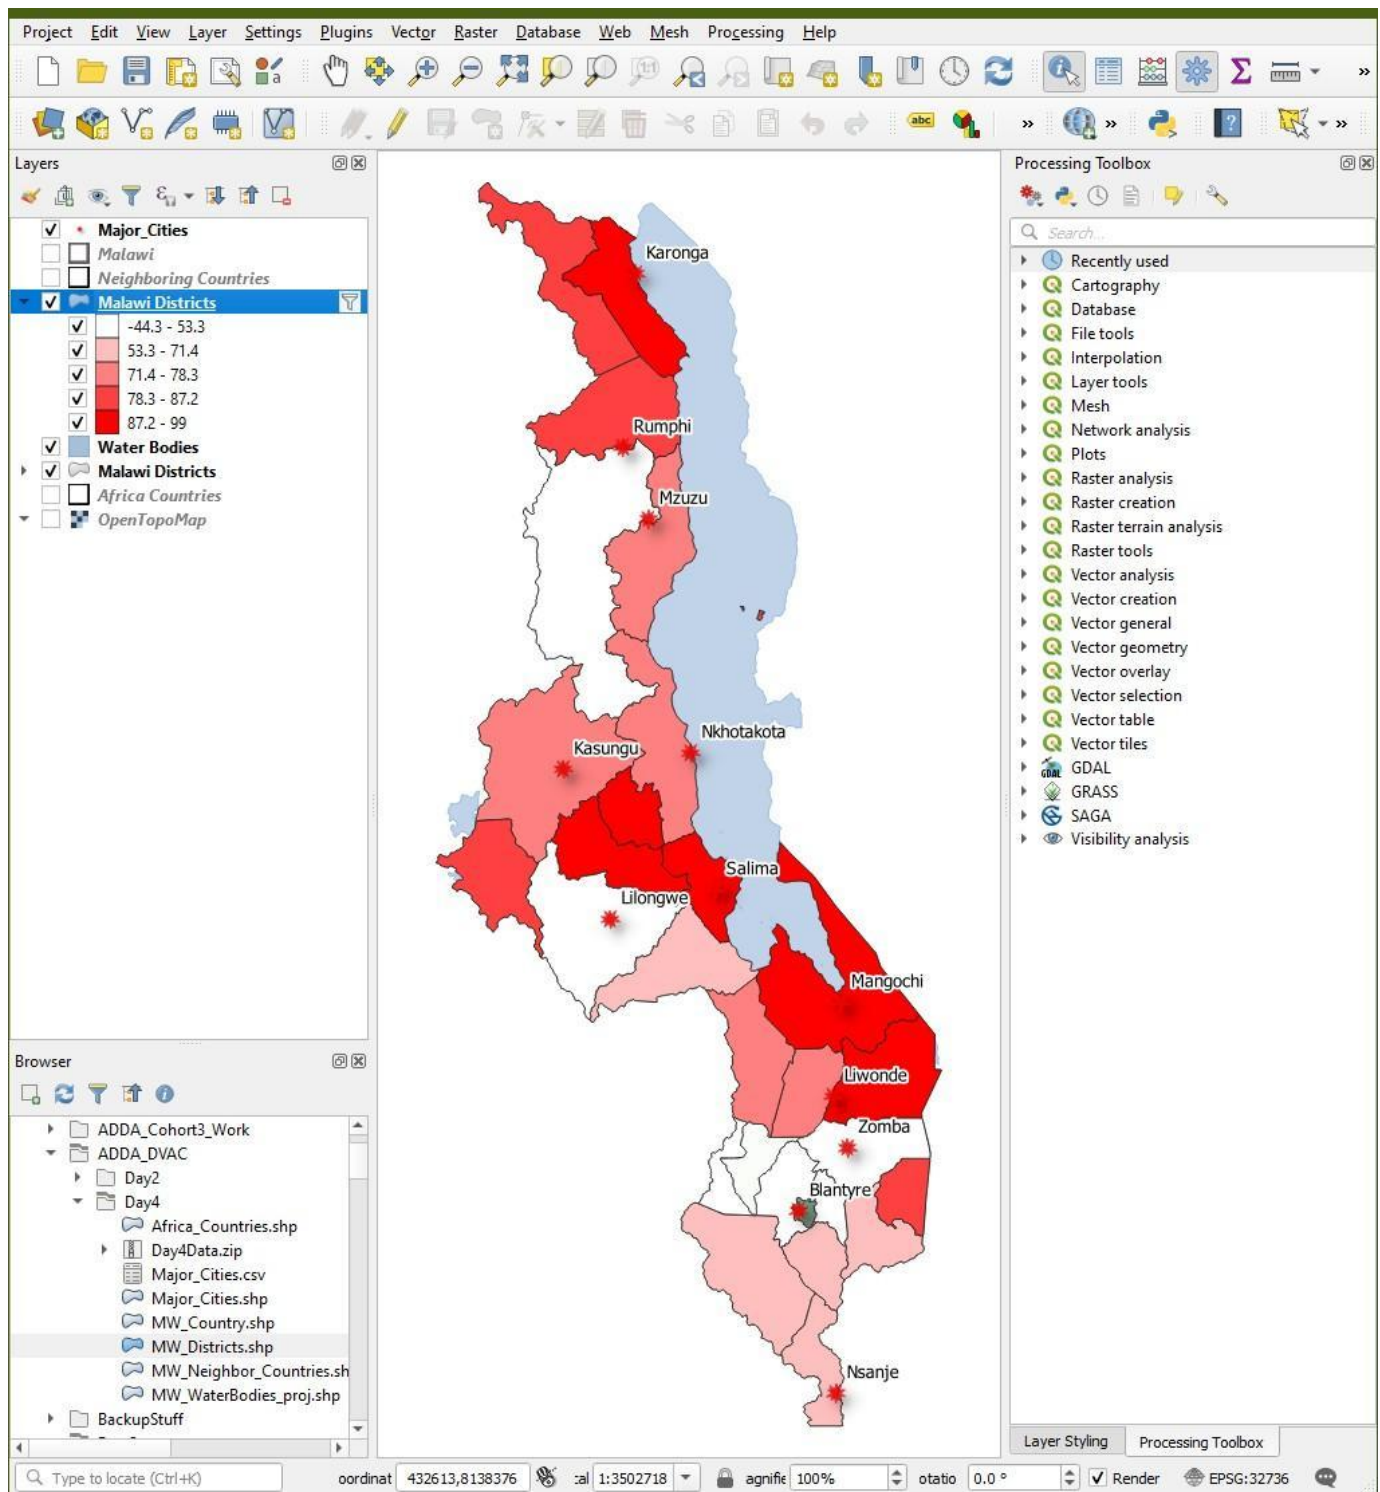 Project Edit View Layer Settings Plugins Vector Raster Database Web Mesh Processing Help
Layers
Major_Cities
Malawi
Neighboring Countries
Malawi Districts
-44.3 - 53.3
53.3 - 71.4
71.4 - 78.3
78.3 - 87.2
87.2 - 99
Water Bodies
Malawi Districts
Africa Countries
OpenTopoMap
Browser
ADDA_Cohort3_Work
ADDA_DVAC
Day2
Day4
Africa_Countries.shp
Day4Data.zip
Major_Cities.csv
Major_Cities.shp
MW_Country.shp
MW_Districts.shp
MW_Neighbor_Countries.sh
MW_WaterBodies_proj.shp
BackupStuff
Karonga
Rumphi
Mzuzu
Nkhotakota
Kasungu
Salima
Lilongwe
Mangochi
Liwonde
Zomba
Blantyre
Nsanje
Processing Toolbox
Search...
Recently used
Cartography
Database
File tools
Interpolation
Layer tools
Mesh
Network analysis
Plots
Raster analysis
Raster creation
Raster terrain analysis
Raster tools
Vector analysis
Vector creation
Vector general
Vector geometry
Vector overlay
Vector selection
Vector table
Vector tiles
GDAL
GRASS
SAGA
Visibility analysis
Layer Styling Processing Toolbox
Type to locate (Ctrl+K) oordinat 432613,8138376 :al 1:3502718 agnifie 100% otatio 0.0 ° Render EPSG:32736